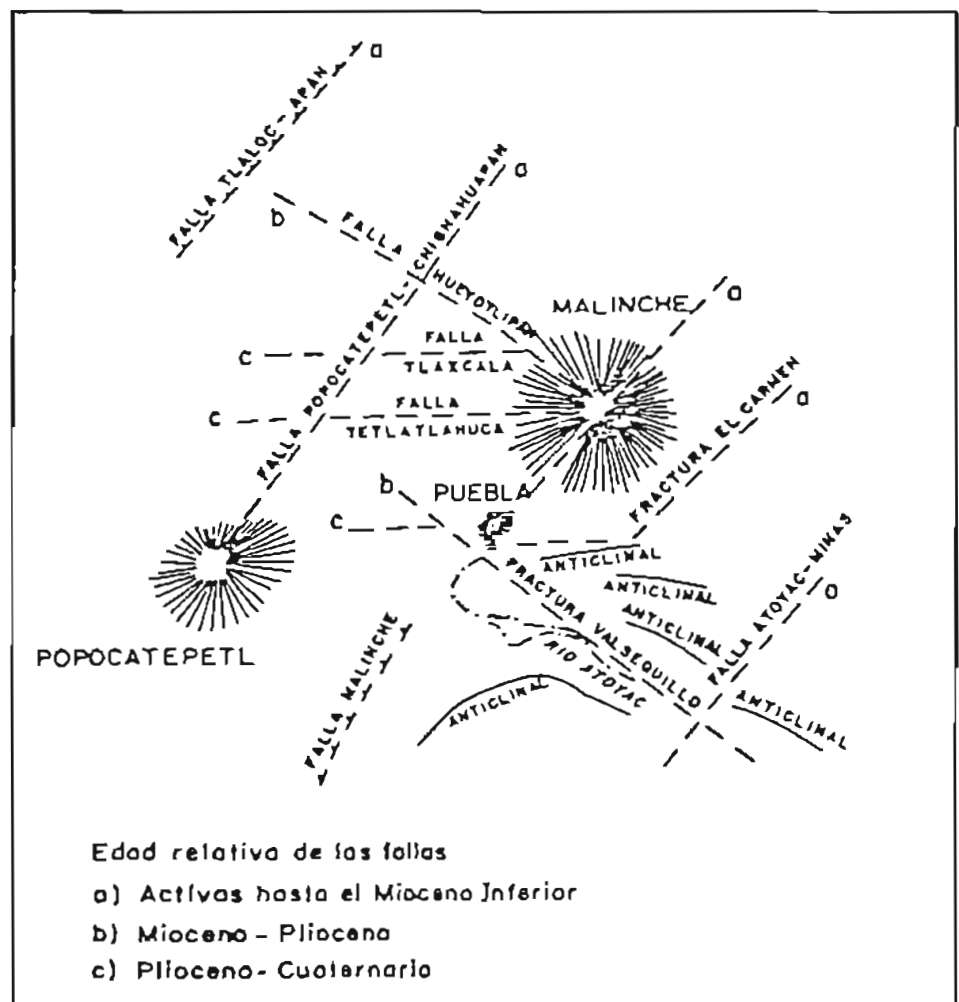 a
FALLA TLALOC-APAN
a
FALLA POPOCATEPETL-CHIGNAHUAPAN
b
FALLA
HUEYOTLIPAN
MALINCHE
a
c
FALLA
TLAXCALA
c
FALLA
TETLATLAHUCA
a
FRACTURA EL CARMEN
b
PUEBLA
c
ANTICLINAL
ANTICLINAL
ANTICLINAL
FRACTURA VALSEQUILLO
a
FALLA ATOYAC-MINAS
POPOCATEPETL
FALLA MALINCHE
RIO ATOYAC
ANTICLINAL
ANTICLINAL
Edad relativa de las fallas
a) Activas hasta el Mioceno Inferior
b) Mioceno - Plioceno
c) Plioceno - Cuaternario